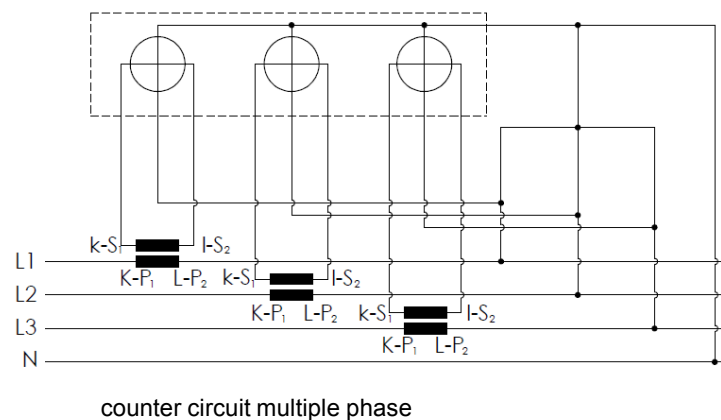 k-S₁ l-S₂
L1
K-P₁ L-P₂ k-S₁ l-S₂
L2
K-P₁ L-P₂ k-S₁ l-S₂
L3
K-P₁ L-P₂
N
counter circuit multiple phase